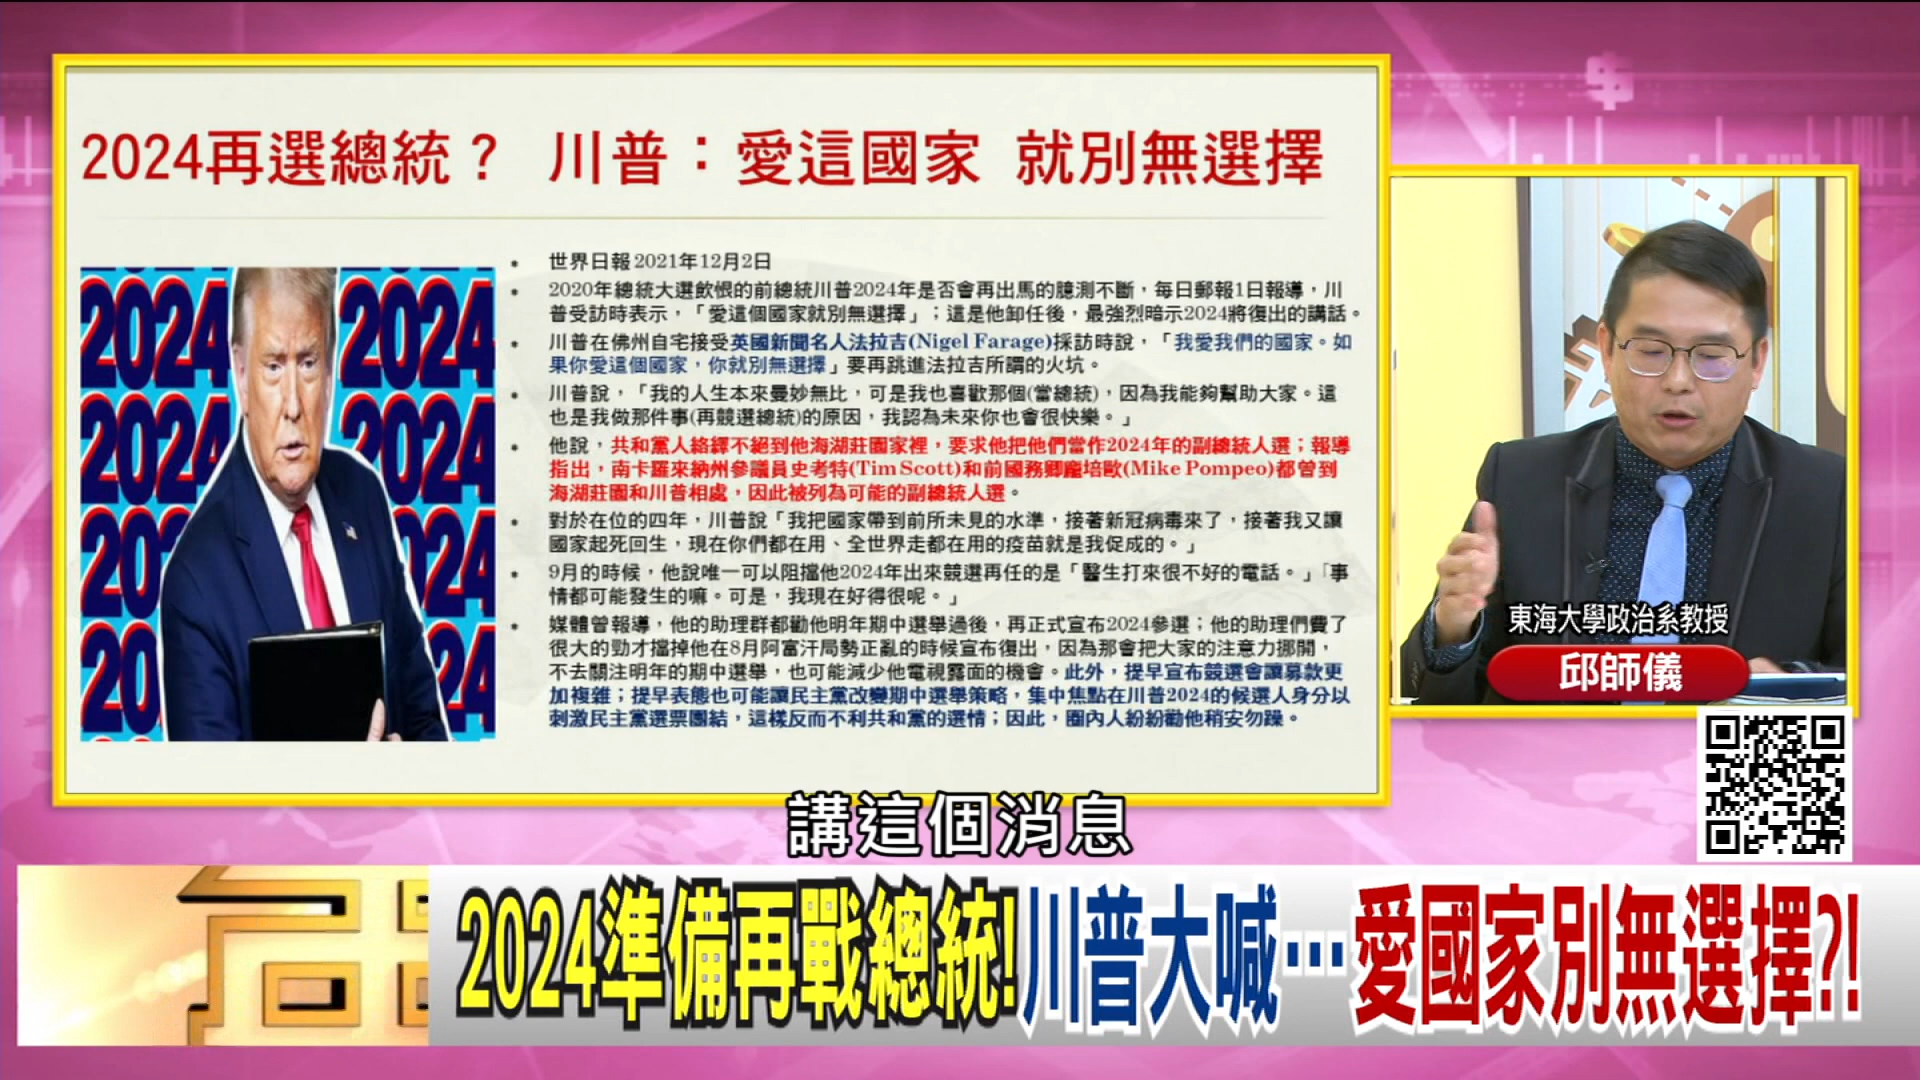 2024再選總統？ 川普：愛這國家 就別無選擇
世界日報2021年12月2日
2020年總統大選飲恨的前總統川普2024年是否會再出馬的臆測不斷，每日郵報1日報導，川
普受訪時表示，「愛這個國家就別無選擇」；這是他卸任後，最強烈暗示2024將復出的講話。
川普在佛州自宅接受英國新聞名人法拉吉(Nigel Farage)採訪時說，「我愛我們的國家。如
果你愛這個國家，你就別無選擇」要再跳進法拉吉所謂的火坑。
川普說，「我的人生本來曼妙無比，可是我也喜歡那個(當總統)，因為我能夠幫助大家。這
也是我做那件事(再競選總統)的原因，我認為未來你也會很快樂。」
他說，共和黨人絡繹不絕到他海湖莊園家裡，要求他把他們當作2024年的副總統人選；報導
指出，南卡羅來納州參議員史考特(Tim Scott)和前國務卿龐培歐(Mike Pompeo)都曾到
海湖莊園和川普相處，因此被列為可能的副總統人選。
對於在位的四年，川普說「我把國家帶到前所未見的水準，接著新冠病毒來了，接著我又讓
國家起死回生，現在你們都在用、全世界走都在用的疫苗就是我促成的。」
9月的時候，他說唯一可以阻擋他2024年出來競選再任的是「醫生打來很不好的電話。」「事
情都可能發生的嘛。可是，我現在好得很呢。」
媒體曾報導，他的助理群都勸他明年期中選舉過後，再正式宣布2024參選；他的助理們費了
很大的勁才擋掉他在8月阿富汗局勢正亂的時候宣布復出，因為那會把大家的注意力挪開，
不去關注明年的期中選舉，也可能減少他電視露面的機會。此外，提早宣布競選會讓募款更
加複雜；提早表態也可能讓民主黨改變期中選舉策略，集中焦點在川普2024的候選人身分以
刺激民主黨選票團結，這樣反而不利共和黨的選情；因此，圈內人紛紛勸他稍安勿躁。
2024
2024 2024
2024 2024
2024 2024
東海大學政治系教授
邱師儀
講這個消息
2024準備再戰總統!川普大喊…愛國家別無選擇?!